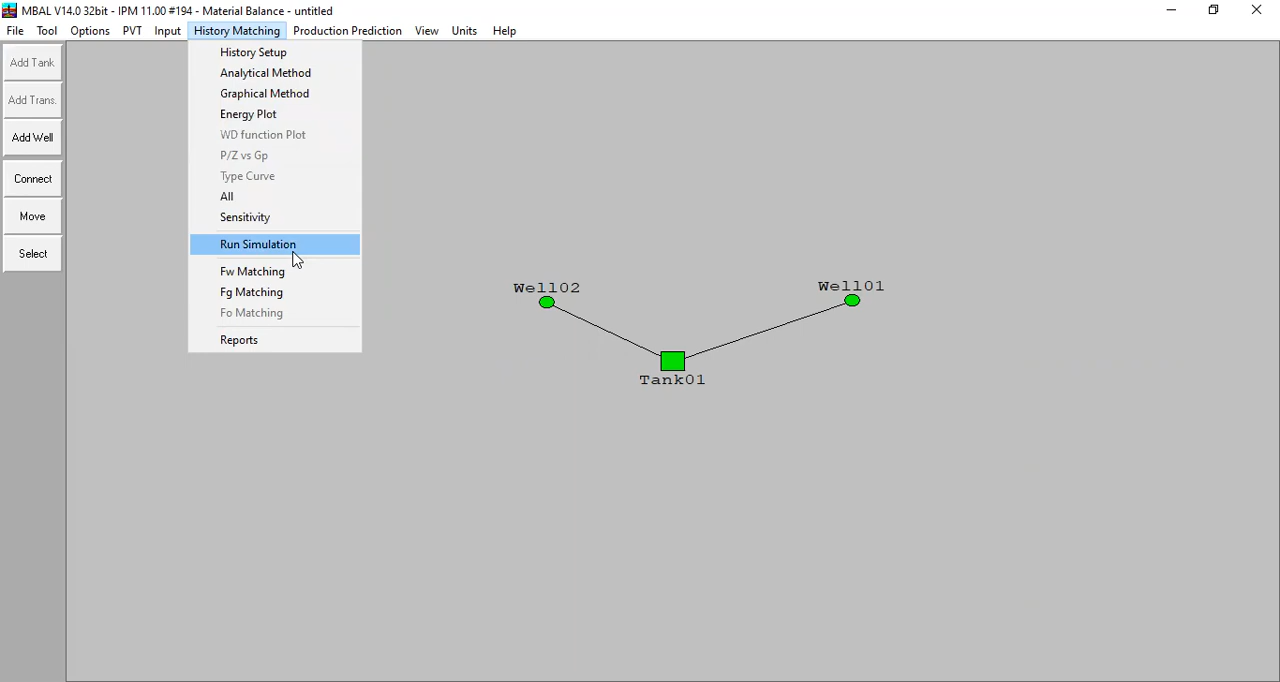 MBAL V14.0 32bit - IPM 11.00 #194 - Material Balance - untitled
File Tool Options PVT Input History Matching Production Prediction View Units Help
Add Tank
Add Trans.
Add Well
Connect
Move
Select
History Setup
Analytical Method
Graphical Method
Energy Plot
WD function Plot
P/Z vs Gp
Type Curve
All
Sensitivity
Run Simulation
Fw Matching
Fg Matching
Fo Matching
Reports
Well02
Well01
Tank01